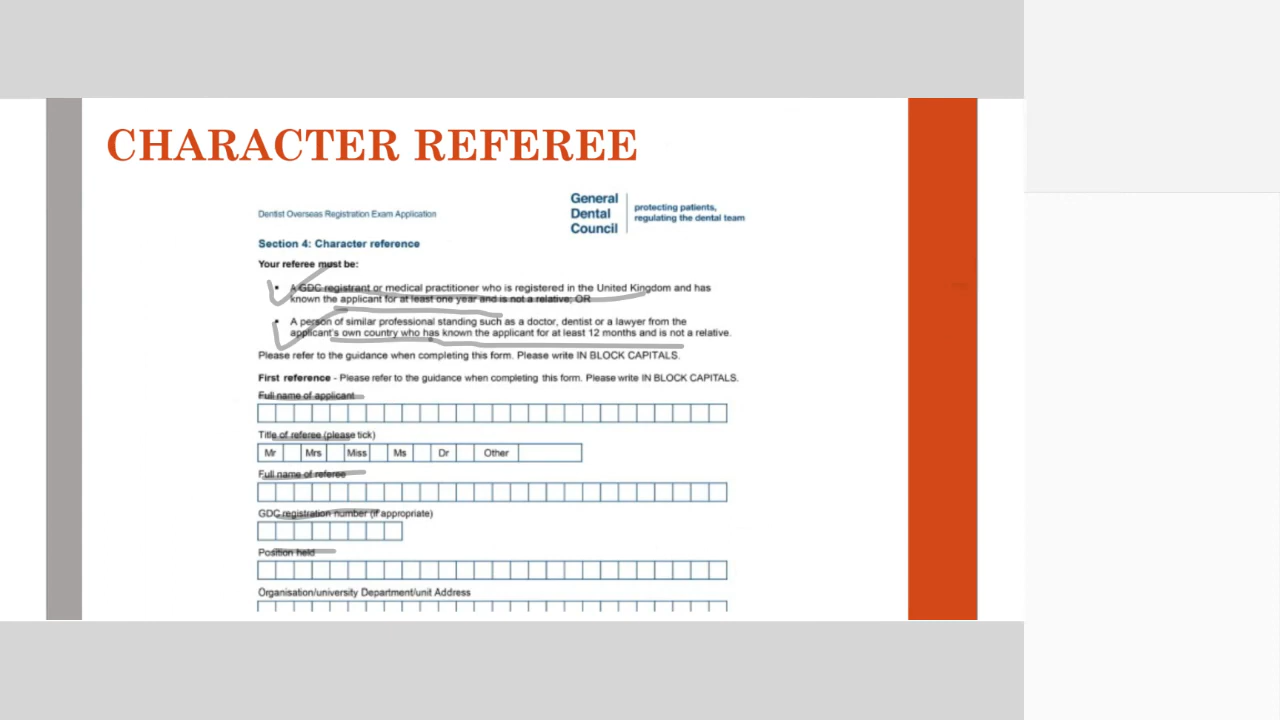 CHARACTER REFEREE
Dentist Overseas Registration Exam Application
General
Dental
Council
protecting patients,
regulating the dental team
Section 4: Character reference
Your referee must be:
• A GDC registrant or medical practitioner who is registered in the United Kingdom and has
known the applicant for at least one year and is not a relative; OR
• A person of similar professional standing such as a doctor, dentist or a lawyer from the
applicant's own country who has known the applicant for at least 12 months and is not a relative.
Please refer to the guidance when completing this form. Please write IN BLOCK CAPITALS.
First reference - Please refer to the guidance when completing this form. Please write IN BLOCK CAPITALS.
Full name of applicant
Title of referee (please tick)
Mr Mrs Miss Ms Dr Other
Full name of referee
GDC registration number (if appropriate)
Position held
Organisation/university Department/unit Address